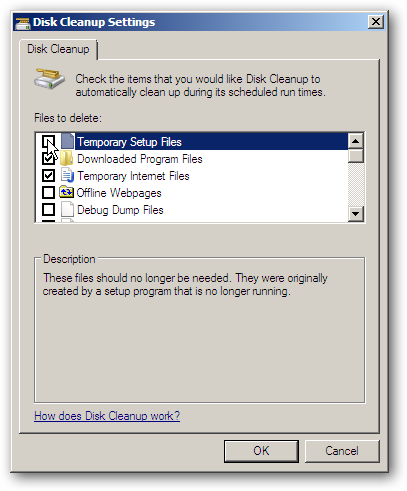 Disk Cleanup Settings
Disk Cleanup
Check the items that you would like Disk Cleanup to
automatically clean up during its scheduled run times.
Files to delete:
Temporary Setup Files
Downloaded Program Files
Temporary Internet Files
Offline Webpages
Debug Dump Files
Description
These files should no longer be needed. They were originally
created by a setup program that is no longer running.
How does Disk Cleanup work?
OK
Cancel